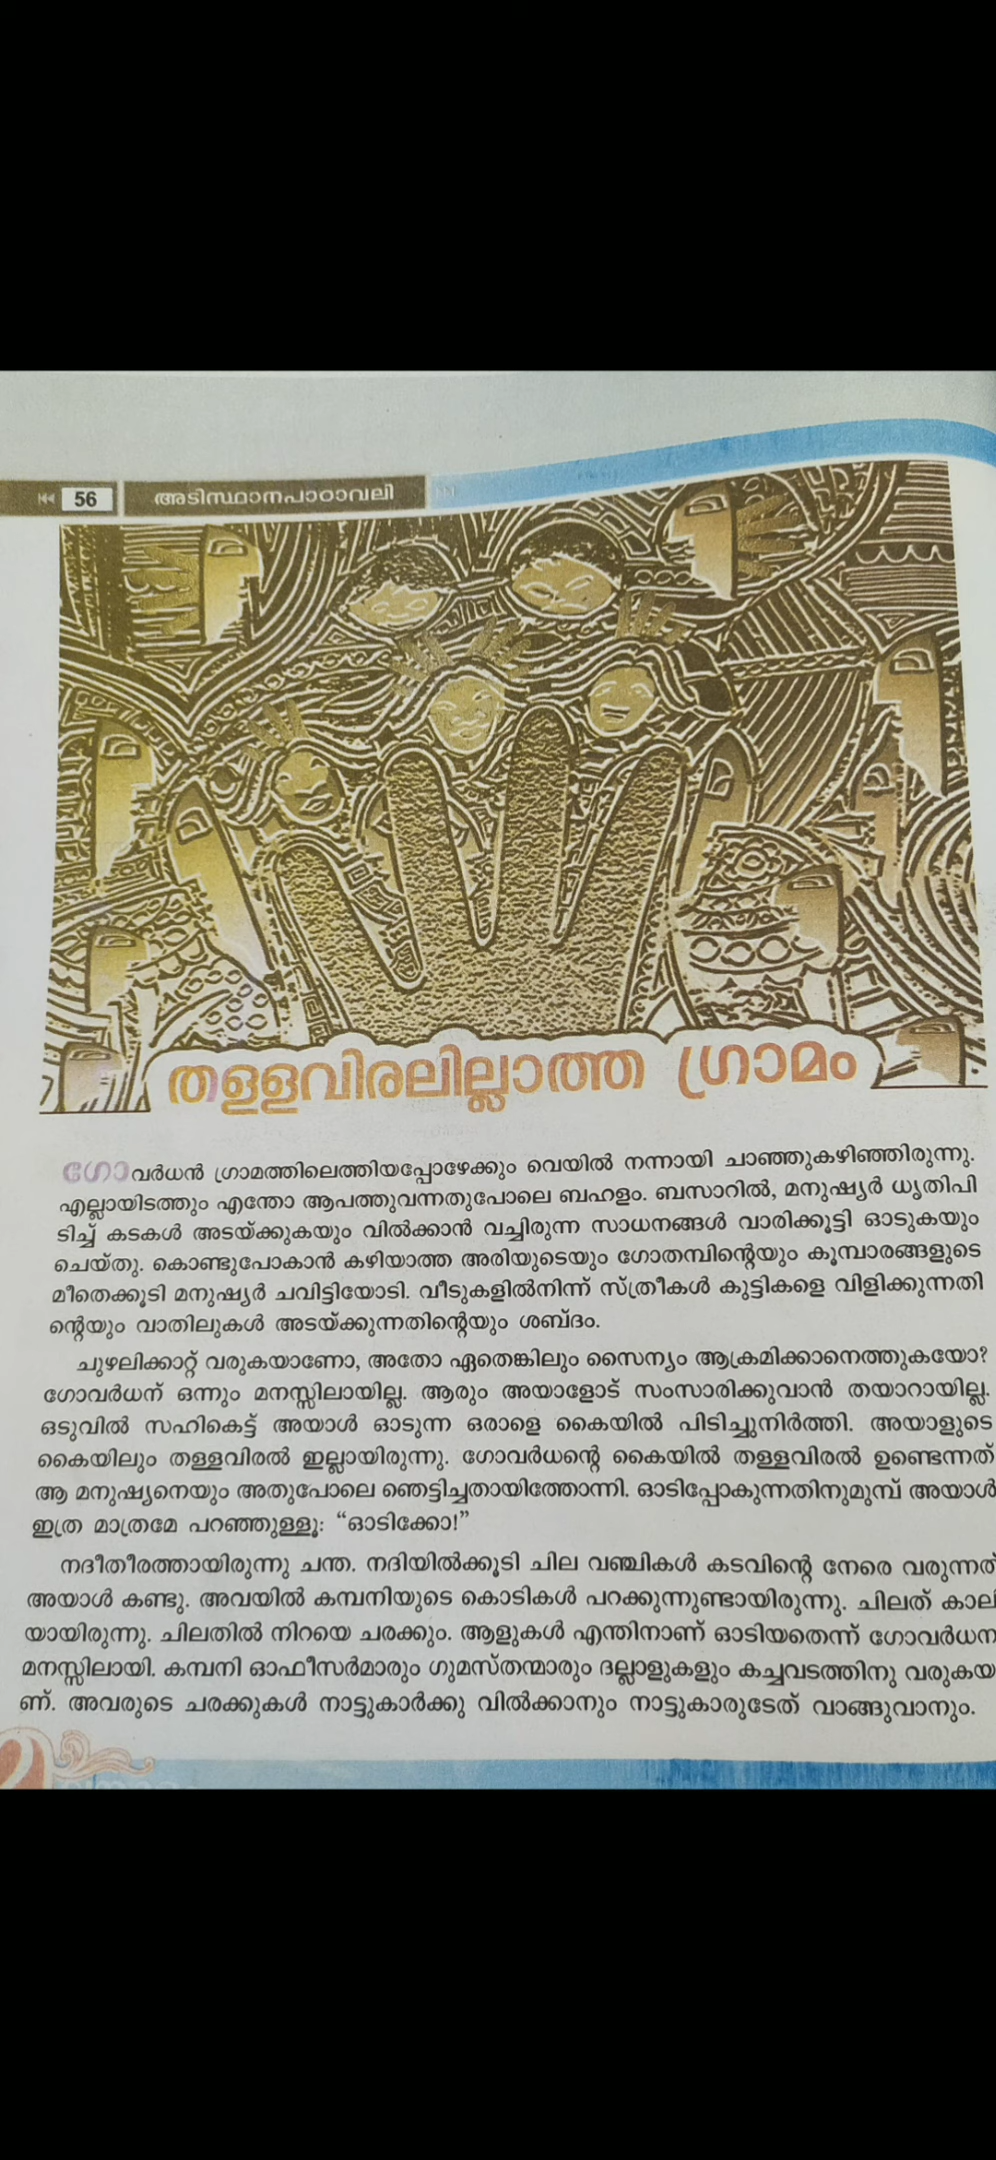 56
അടിസ്ഥാനപാഠാവലി
തള്ളവിരലില്ലാത്ത ഗ്രാമം
ഗോവർധൻ ഗ്രാമത്തിലെത്തിയപ്പോഴേക്കും വെയിൽ നന്നായി ചാഞ്ഞുകഴിഞ്ഞിരുന്നു.
എല്ലായിടത്തും എന്തോ ആപത്തുവന്നതുപോലെ ബഹളം. ബസാറിൽ, മനുഷ്യർ ധൃതിപി
ടിച്ച് കടകൾ അടയ്ക്കുകയും വിൽക്കാൻ വച്ചിരുന്ന സാധനങ്ങൾ വാരിക്കൂട്ടി ഓടുകയും
ചെയ്തു. കൊണ്ടുപോകാൻ കഴിയാത്ത അരിയുടെയും ഗോതമ്പിന്റെയും കൂമ്പാരങ്ങളുടെ
മീതെക്കൂടി മനുഷ്യർ ചവിട്ടിയോടി. വീടുകളിൽനിന്ന് സ്ത്രീകൾ കുട്ടികളെ വിളിക്കുന്നതി
ന്റെയും വാതിലുകൾ അടയ്ക്കുന്നതിന്റെയും ശബ്ദം.
ചുഴലിക്കാറ്റ് വരുകയാണോ, അതോ ഏതെങ്കിലും സൈന്യം ആക്രമിക്കാനെത്തുകയോ?
ഗോവർധന് ഒന്നും മനസ്സിലായില്ല. ആരും അയാളോട് സംസാരിക്കുവാൻ തയാറായില്ല.
ഒടുവിൽ സഹികെട്ട് അയാൾ ഓടുന്ന ഒരാളെ കൈയിൽ പിടിച്ചുനിർത്തി. അയാളുടെ
കൈയിലും തള്ളവിരൽ ഇല്ലായിരുന്നു. ഗോവർധന്റെ കൈയിൽ തള്ളവിരൽ ഉണ്ടെന്നത്
ആ മനുഷ്യനെയും അതുപോലെ ഞെട്ടിച്ചതായിത്തോന്നി. ഓടിപ്പോകുന്നതിനുമുമ്പ് അയാൾ
ഇത്ര മാത്രമേ പറഞ്ഞുള്ളൂ: “ഓടിക്കോ!”
നദീതീരത്തായിരുന്നു ചന്ത. നദിയിൽക്കൂടി ചില വഞ്ചികൾ കടവിന്റെ നേരെ വരുന്നത്
അയാൾ കണ്ടു. അവയിൽ കമ്പനിയുടെ കൊടികൾ പറക്കുന്നുണ്ടായിരുന്നു. ചിലത് കാലി
യായിരുന്നു. ചിലതിൽ നിറയെ ചരക്കും. ആളുകൾ എന്തിനാണ് ഓടിയതെന്ന് ഗോവർധന
മനസ്സിലായി. കമ്പനി ഓഫീസർമാരും ഗുമസ്തന്മാരും ദല്ലാളുകളും കച്ചവടത്തിനു വരുകയ
ണ്. അവരുടെ ചരക്കുകൾ നാട്ടുകാർക്കു വിൽക്കാനും നാട്ടുകാരുടേത് വാങ്ങുവാനും.